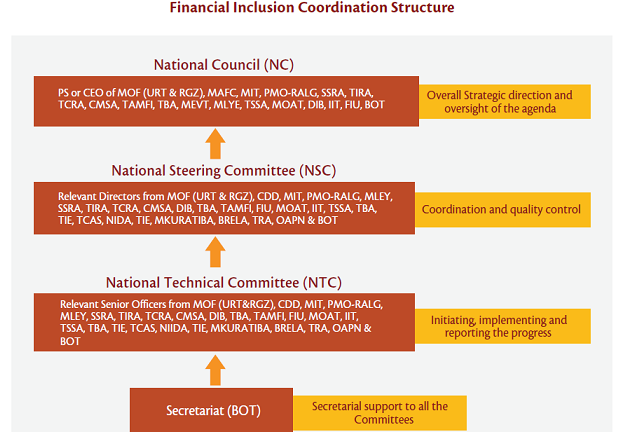 Financial Inclusion Coordination Structure
National Council (NC)
PS or CEO of MOF (URT & RGZ), MAFC, MIT, PMO-RALG, SSRA, TIRA,
TCRA, CMSA, TAMFI, TBA, MEVT, MLYE, TSSA, MOAT, DIB, IIT, FIU, BOT
Overall Strategic direction and
oversight of the agenda
National Steering Committee (NSC)
Relevant Directors from MOF (URT & RGZ), CDD, MIT, PMO-RALG, MLEY,
SSRA, TIRA, TCRA, CMSA, DIB, TBA, TAMFI, FIU, MOAT, IIT, TSSA, TBA,
TIE, TCAS, NIDA, TIE, MKURATIBA, BRELA, TRA, OAPN & BOT
Coordination and quality control
National Technical Committee (NTC)
Relevant Senior Officers from MOF (URT&RGZ), CDD, MIT, PMO-RALG,
MLEY, SSRA, TIRA, TCRA, CMSA, DIB, TBA, TAMFI, FIU, MOAT, IIT,
TSSA, TBA, TIE, TCAS, NIIDA, TIE, MKURATIBA, BRELA, TRA, OAPN &
BOT
Initiating, implementing and
reporting the progress
Secretariat (BOT)
Secretarial support to all the
Committees